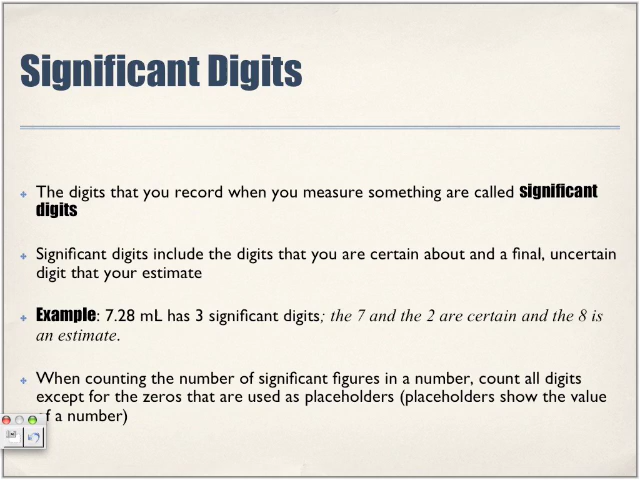 Significant Digits
The digits that you record when you measure something are called significant
digits
Significant digits include the digits that you are certain about and a final, uncertain
digit that your estimate
Example: 7.28 mL has 3 significant digits; the 7 and the 2 are certain and the 8 is
an estimate.
When counting the number of significant figures in a number, count all digits
except for the zeros that are used as placeholders (placeholders show the value
of a number)